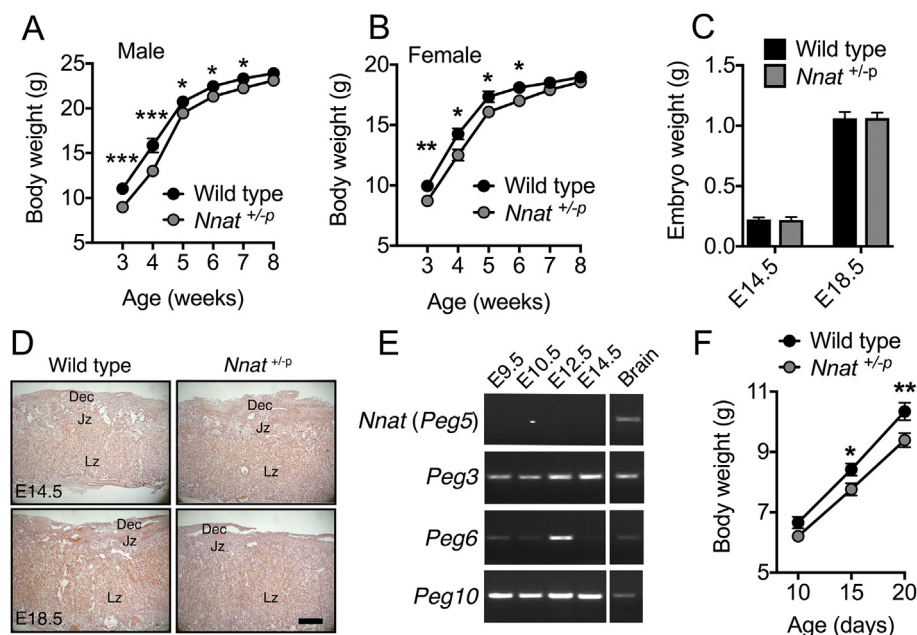 A
Male
Body weight (g)
25
20
15
10
5
***
***
*
*
*
Wild type
Nnat +/-p
3 4 5 6 7 8
Age (weeks)
B
Female
Body weight (g)
20
15
10
5
**
*
*
*
Wild type
Nnat +/-p
3 4 5 6 7 8
Age (weeks)
C
Wild type
Nnat +/-p
Embryo weight (g)
1.5
1.0
0.5
0.0
E14.5
E18.5
D
Wild type
Nnat +/-p
Dec
Jz
Lz
E14.5
Dec
Jz
Lz
Dec
Jz
Lz
E18.5
Dec
Jz
Lz
E
E9.5
E10.5
E12.5
E14.5
Brain
Nnat (Peg5)
Peg3
Peg6
Peg10
F
Wild type
Nnat +/-p
Body weight (g)
11
9
7
5
*
**
10 15 20
Age (days)